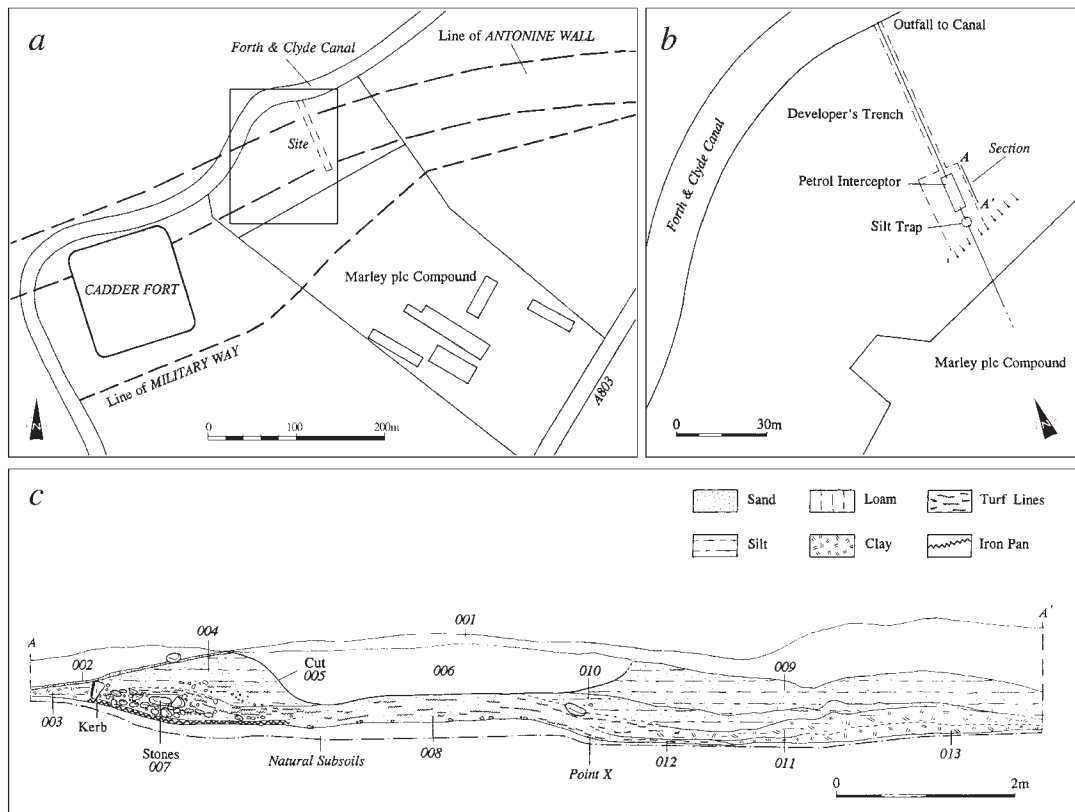 a
Forth & Clyde Canal
Line of ANTONINE WALL
Site
CADDER FORT
Marley plc Compound
Line of MILITARY WAY
A803
N
0 100 200m
b
Outfall to Canal
Developer's Trench
Forth & Clyde Canal
A
Section
Petrol Interceptor
A'
Silt Trap
Marley plc Compound
0 30m
N
c
Sand
Loam
Turf Lines
Silt
Clay
Iron Pan
A
002
004
Cut
005
001
006
010
009
A'
003
Kerb
Stones
007
Natural Subsoils
008
Point X
012
011
013
0 2m